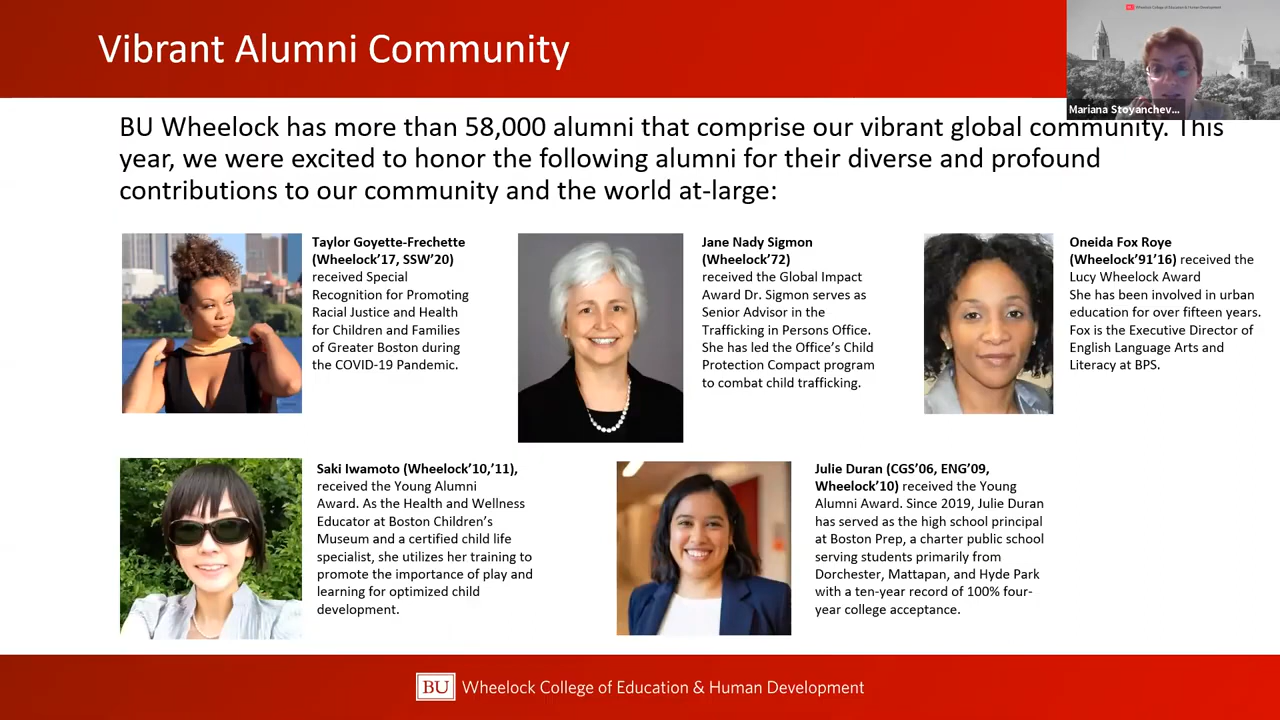 Vibrant Alumni Community
Wheelock College of Education & Human Development
Mariana Stoyanchev...
BU Wheelock has more than 58,000 alumni that comprise our vibrant global community. This
year, we were excited to honor the following alumni for their diverse and profound
contributions to our community and the world at-large:
Taylor Goyette-Frechette
(Wheelock'17, SSW'20)
received Special
Recognition for Promoting
Racial Justice and Health
for Children and Families
of Greater Boston during
the COVID-19 Pandemic.
Jane Nady Sigmon
(Wheelock'72)
received the Global Impact
Award Dr. Sigmon serves as
Senior Advisor in the
Trafficking in Persons Office.
She has led the Office's Child
Protection Compact program
to combat child trafficking.
Oneida Fox Roye
(Wheelock'91'16) received the
Lucy Wheelock Award
She has been involved in urban
education for over fifteen years.
Fox is the Executive Director of
English Language Arts and
Literacy at BPS.
Saki Iwamoto (Wheelock'10,'11),
received the Young Alumni
Award. As the Health and Wellness
Educator at Boston Children's
Museum and a certified child life
specialist, she utilizes her training to
promote the importance of play and
learning for optimized child
development.
Julie Duran (CGS'06, ENG'09,
Wheelock'10) received the Young
Alumni Award. Since 2019, Julie Duran
has served as the high school principal
at Boston Prep, a charter public school
serving students primarily from
Dorchester, Mattapan, and Hyde Park
with a ten-year record of 100% four-
year college acceptance.
BU Wheelock College of Education & Human Development